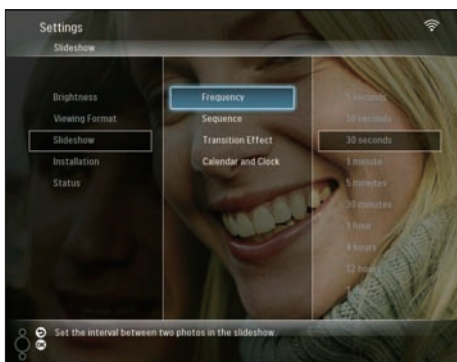 Settings
Slideshow
Brightness
Viewing Format
Slideshow
Installation
Status
Frequency
Sequence
Transition Effect
Calendar and Clock
5 seconds
10 seconds
30 seconds
1 minute
5 minutes
30 minutes
1 hour
4 hours
12 hours
Set the interval between two photos in the slideshow.
OK